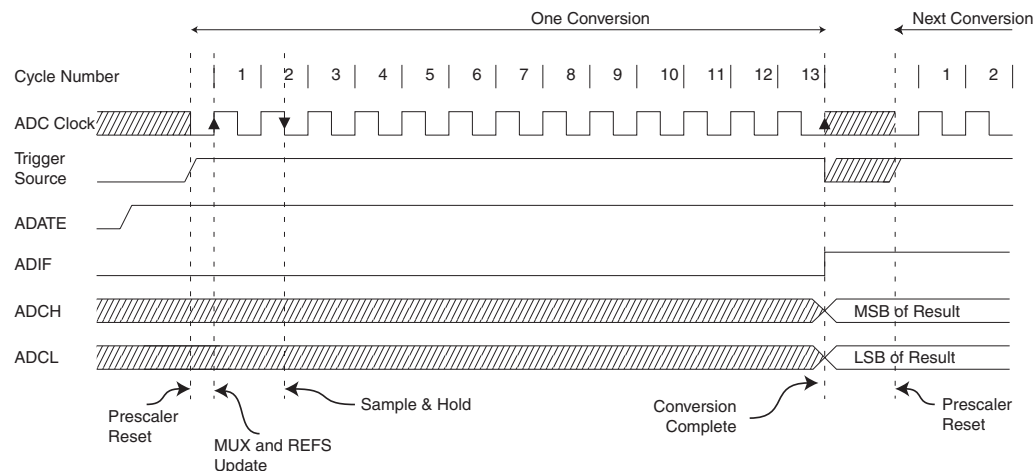 One Conversion
Next Conversion
Cycle Number
1 2 3 4 5 6 7 8 9 10 11 12 13 1 2
ADC Clock
Trigger
Source
ADATE
ADIF
ADCH
MSB of Result
ADCL
LSB of Result
Prescaler
Reset
MUX and REFS
Update
Sample & Hold
Conversion
Complete
Prescaler
Reset